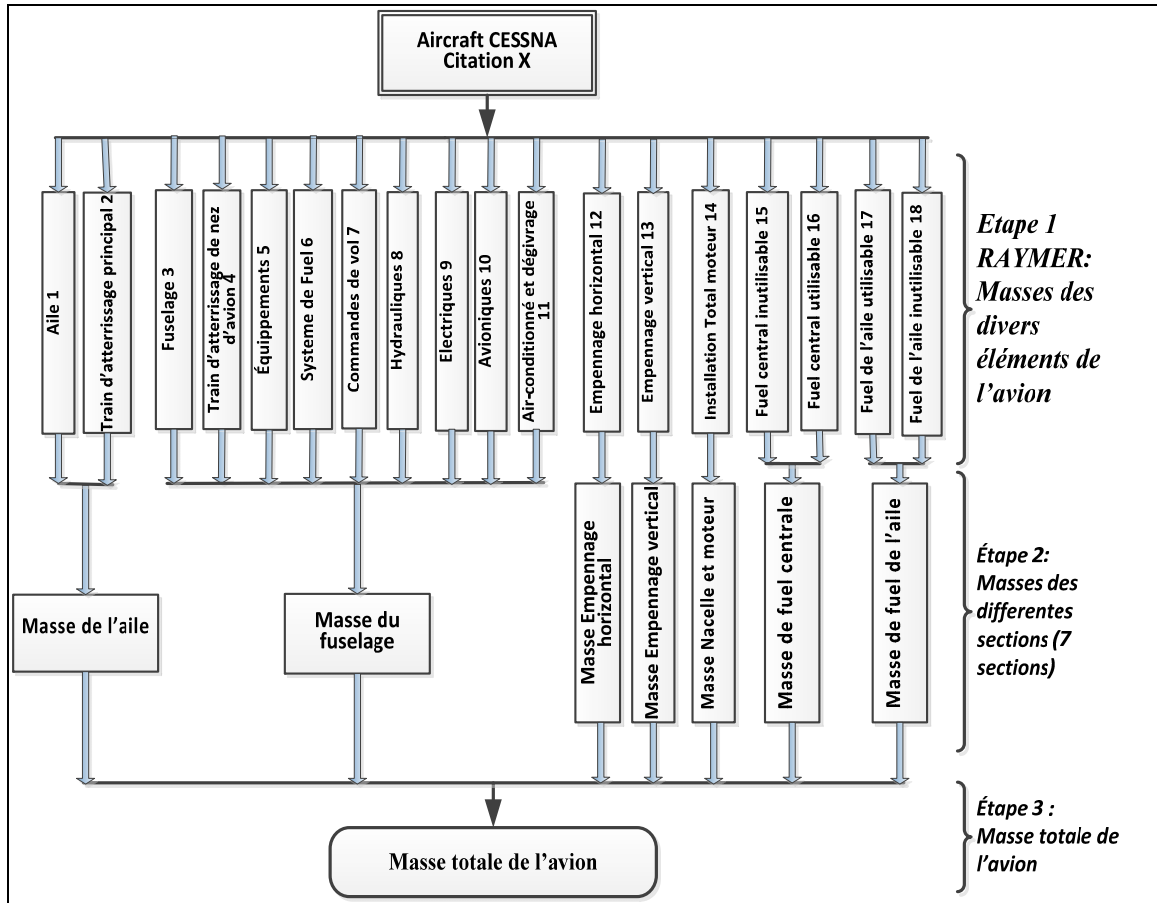 Aircraft CESSNA
Citation X
Aile 1
Train d'atterrissage principal 2
Fuselage 3
Train d'atterrissage de nez
d'avion 4
Équippements 5
Systeme de Fuel 6
Commandes de vol 7
Hydrauliques 8
Electriques 9
Avioniques 10
Air-conditionné et dégivrage
11
Empennage horizontal 12
Empennage vertical 13
Installation Total moteur 14
Fuel central inutilisable 15
Fuel central utilisable 16
Fuel de l'aile utilisable 17
Fuel de l'aile inutilisable 18
Etape 1
RAYMER:
Masses des
divers
éléments de
l'avion
Masse de l'aile
Masse du
fuselage
Masse Empennage
horizontal
Masse Empennage vertical
Masse Nacelle et moteur
Masse de fuel centrale
Masse de fuel de l'aile
Étape 2:
Masses des
differentes
sections (7
sections)
Masse totale de l'avion
Étape 3 :
Masse totale de
l'avion